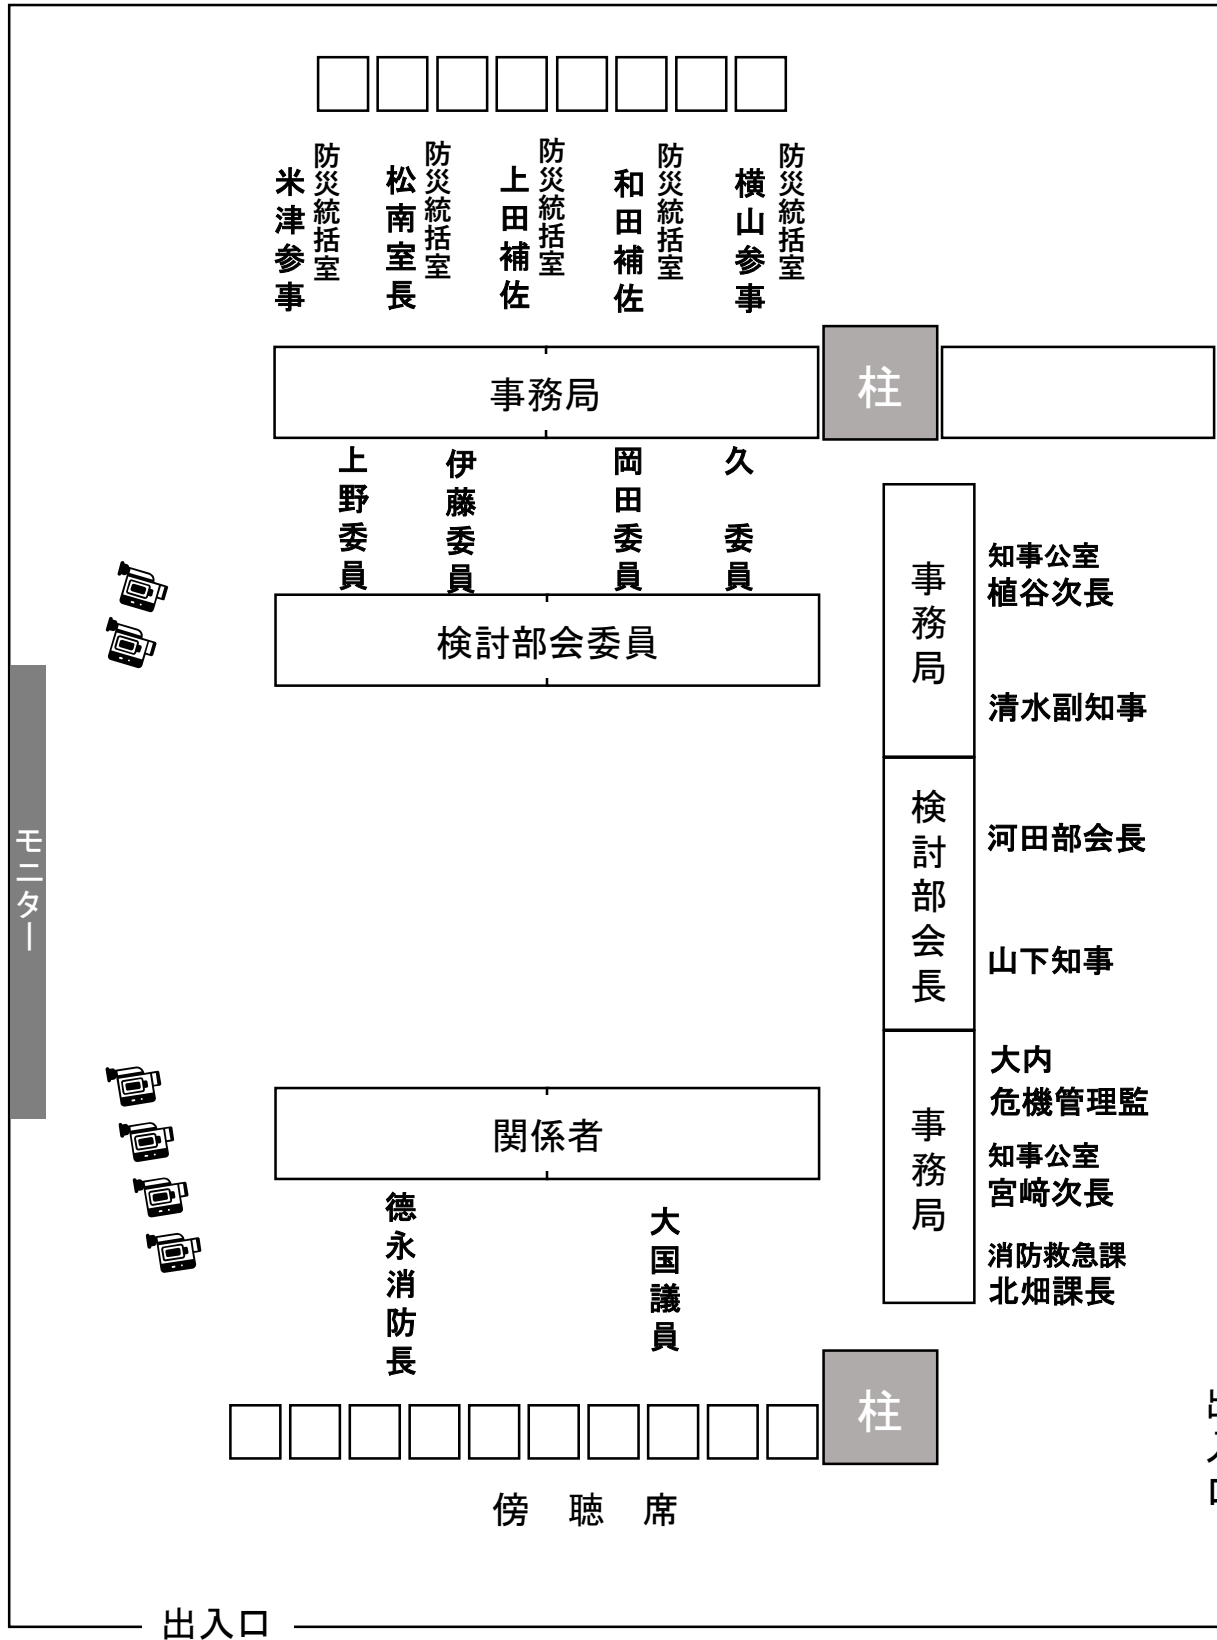 防災統括室
米津参事
防災統括室
松南室長
防災統括室
上田補佐
防災統括室
和田補佐
防災統括室
横山参事
事務局
柱
上野委員
伊藤委員
岡田委員
久 委員
検討部会委員
事務局
知事公室
植谷次長
清水副知事
モニター
検討部会長
河田部会長
山下知事
関係者
事務局
大内
危機管理監
知事公室
宮﨑次長
消防救急課
北畑課長
德永消防長
大国議員
柱
傍 聴 席
出入口
出入口